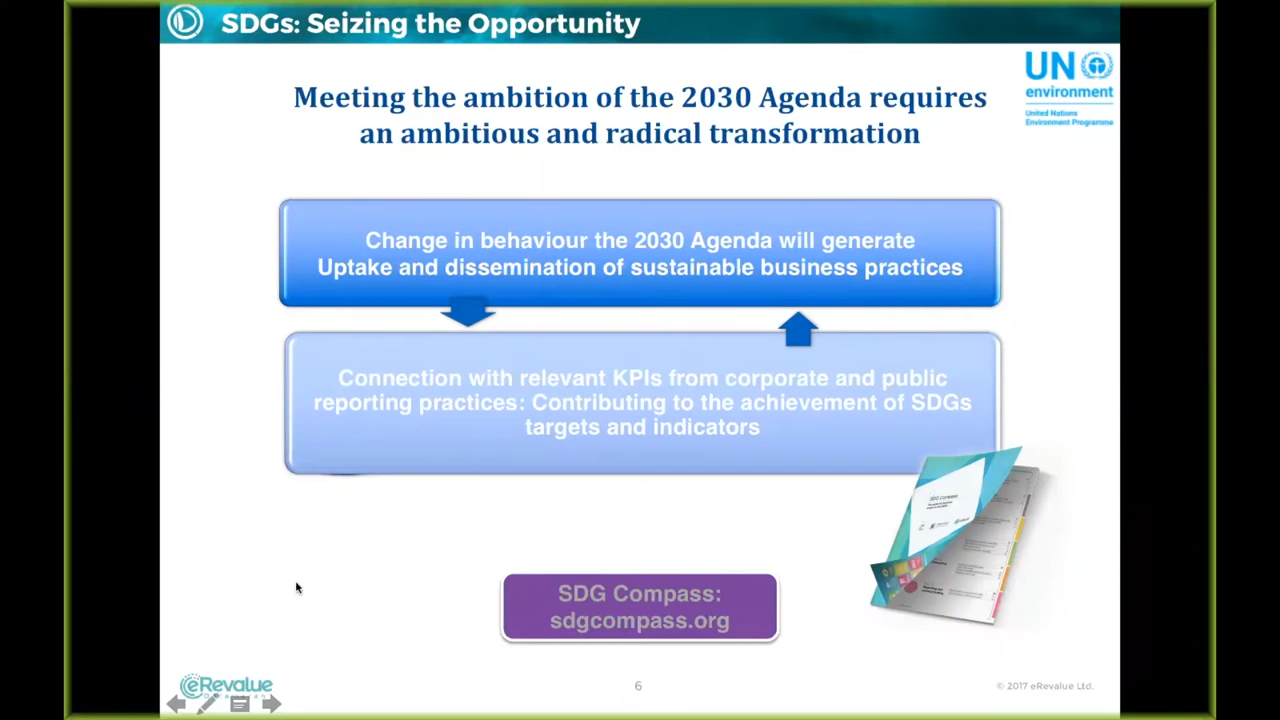 SDGs: Seizing the Opportunity
UN
environment
United Nations
Environment Programme
Meeting the ambition of the 2030 Agenda requires
an ambitious and radical transformation
Change in behaviour the 2030 Agenda will generate
Uptake and dissemination of sustainable business practices
Connection with relevant KPIs from corporate and public
reporting practices: Contributing to the achievement of SDGs
targets and indicators
SDG Compass
SDG Compass:
sdgcompass.org
eRevalue
6
© 2017 eRevalue Ltd.